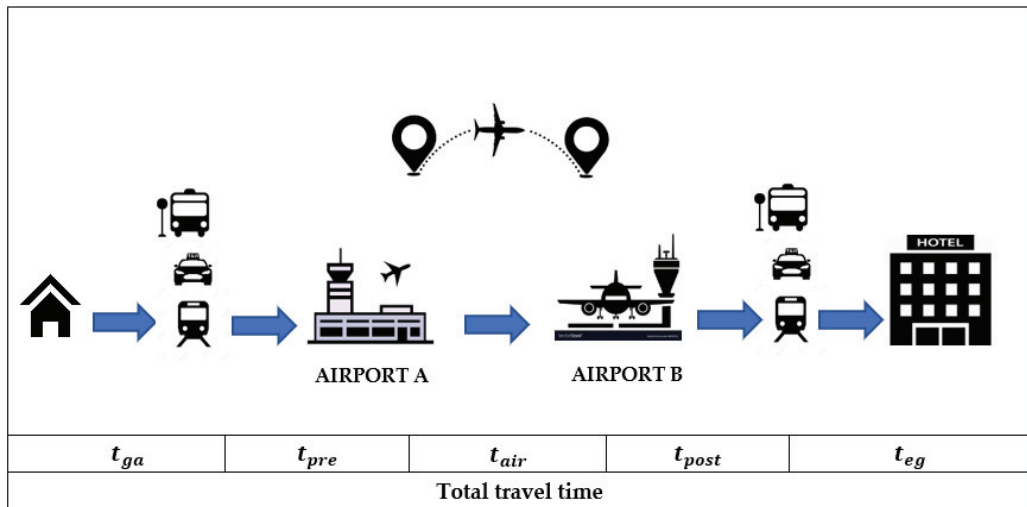 HOTEL
AIRPORT A
AIRPORT B
t_ga
t_pre
t_air
t_post
t_eg
Total travel time